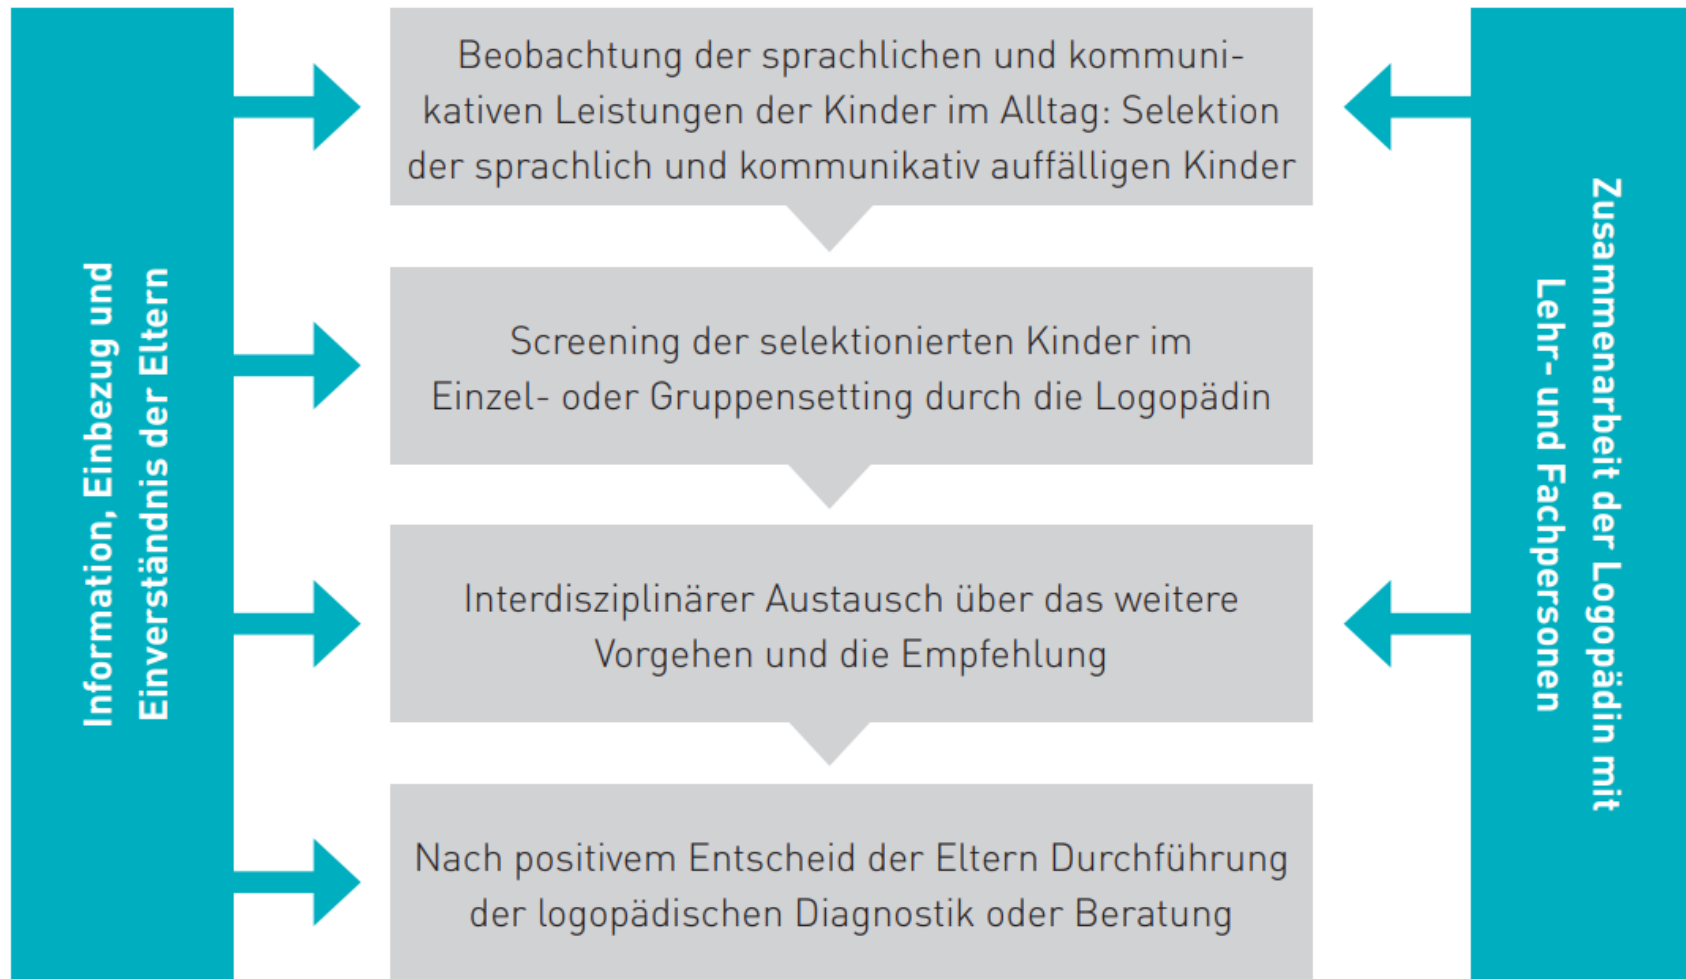 Information, Einbezug und
Einverständnis der Eltern
Beobachtung der sprachlichen und kommuni-
kativen Leistungen der Kinder im Alltag: Selektion
der sprachlich und kommunikativ auffälligen Kinder
Screening der selektionierten Kinder im
Einzel- oder Gruppensetting durch die Logopädin
Interdisziplinärer Austausch über das weitere
Vorgehen und die Empfehlung
Nach positivem Entscheid der Eltern Durchführung
der logopädischen Diagnostik oder Beratung
Zusammenarbeit der Logopädin mit
Lehr- und Fachpersonen